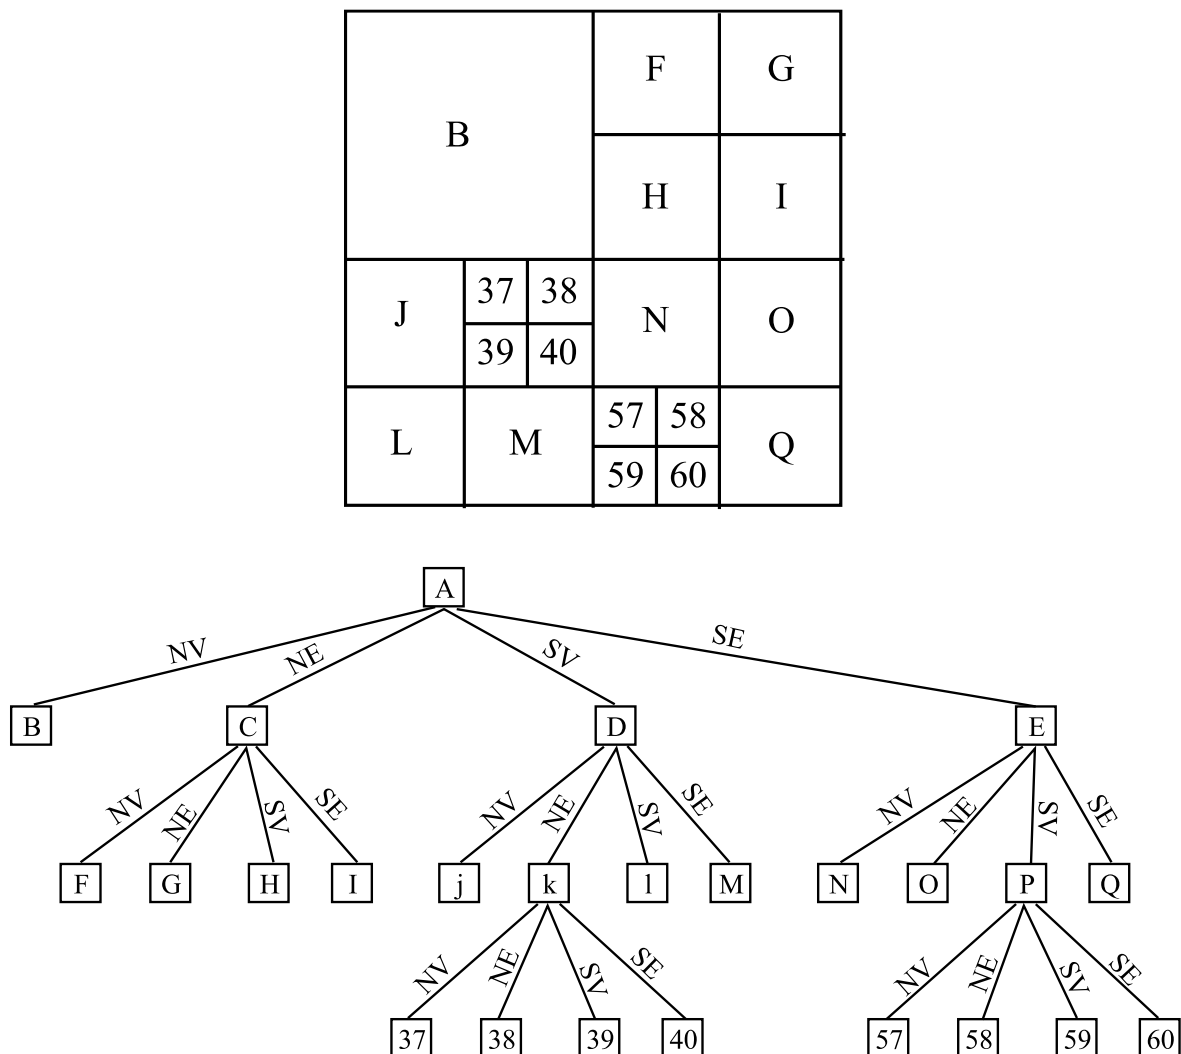 F G
B
H I
37 38
J N O
39 40
57 58
L M Q
59 60
A
NV NE SV SE
B C D E
NV NE SV SE NV NE SV SE NV NE SV SE
F G H I j k l M N O P Q
NV NE SV SE NV NE SV SE
37 38 39 40 57 58 59 60